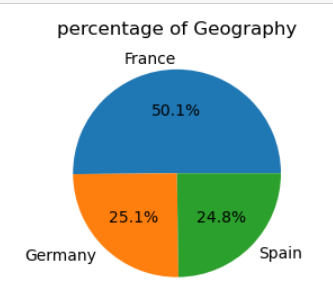 percentage of Geography
France
50.1%
25.1%
24.8%
Germany
Spain